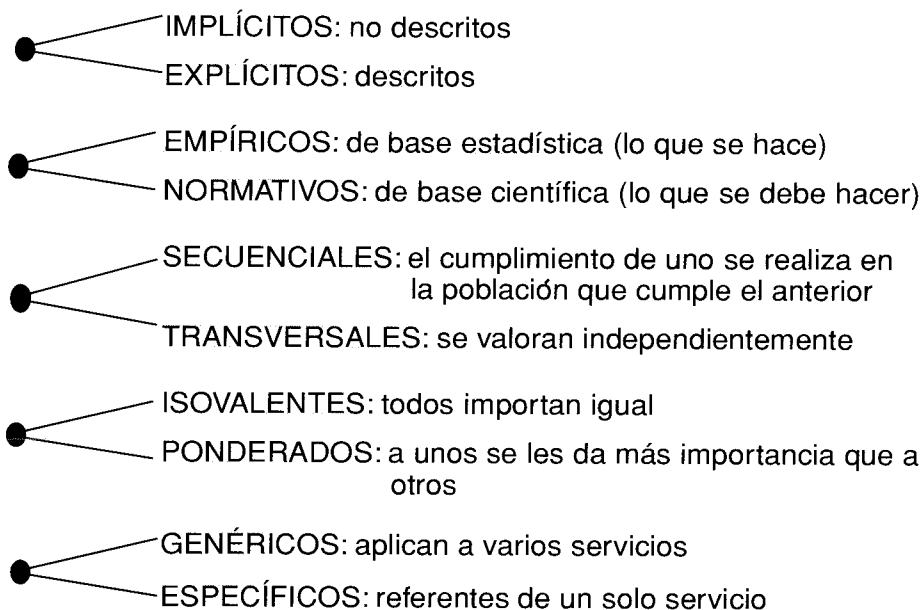 IMPLÍCITOS: no descritos
EXPLÍCITOS: descritos
EMPÍRICOS: de base estadística (lo que se hace)
NORMATIVOS: de base científica (lo que se debe hacer)
SECUENCIALES: el cumplimiento de uno se realiza en
la población que cumple el anterior
TRANSVERSALES: se valoran independientemente
ISOVALENTES: todos importan igual
PONDERADOS: a unos se les da más importancia que a
otros
GENÉRICOS: aplican a varios servicios
ESPECÍFICOS: referentes de un solo servicio